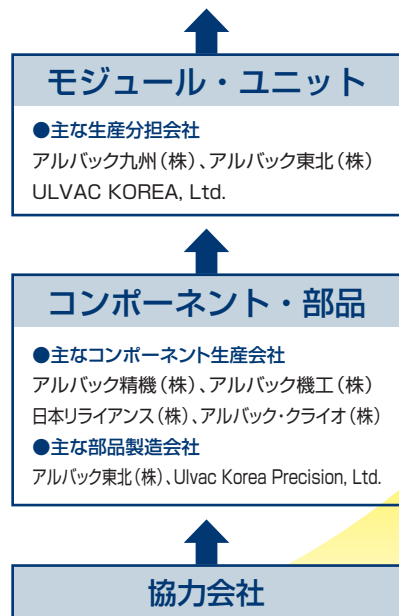 モジュール・ユニット
●主な生産分担会社
アルバック九州(株)、アルバック東北(株)
ULVAC KOREA, Ltd.
コンポーネント・部品
●主なコンポーネント生産会社
アルバック精機(株)、アルバック機工(株)
日本リライアンス(株)、アルバック・クライオ(株)
●主な部品製造会社
アルバック東北(株)、Ulvac Korea Precision, Ltd.
協力会社